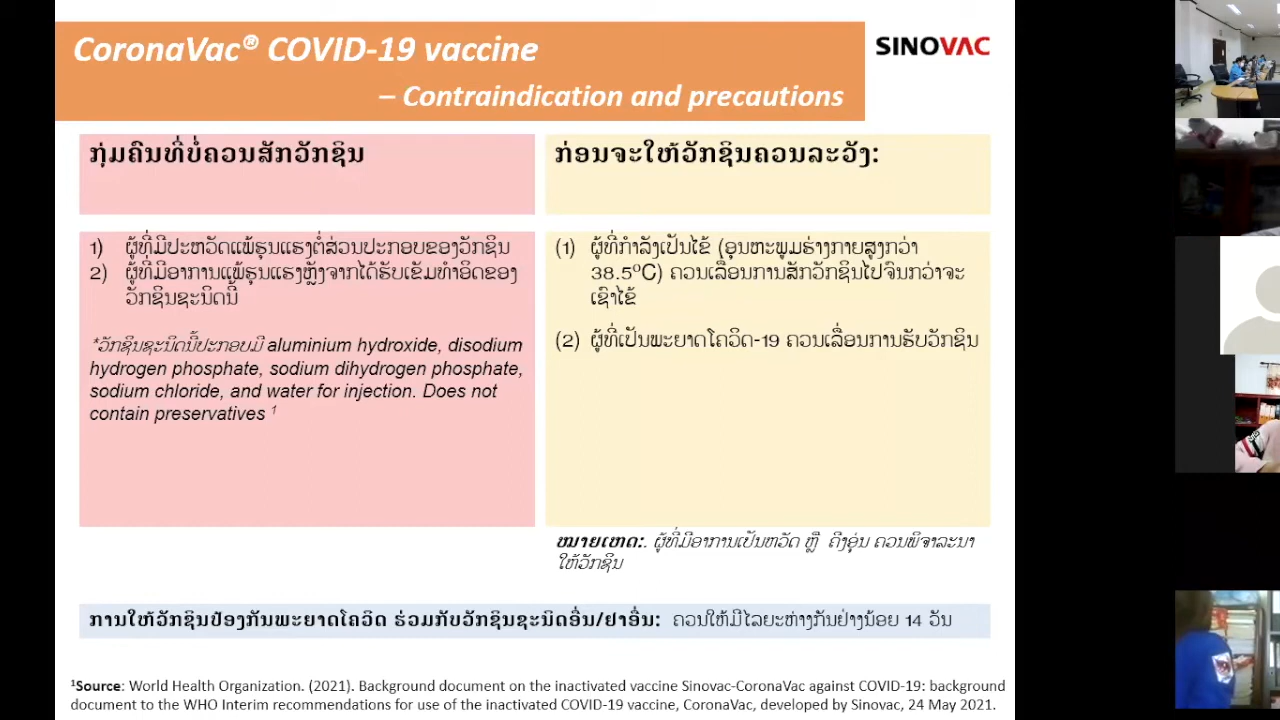 CoronaVac® COVID-19 vaccine
– Contraindication and precautions
SINOVAC
ກຸ່ມຄົນທີ່ບໍ່ຄວນສັກວັກຊິນ
1) ຜູ້ທີ່ມີປະຫວັດແພ້ຮຸນແຮງຕໍ່ສ່ວນປະກອບຂອງວັກຊິນ
2) ຜູ້ທີ່ມີອາການແພ້ຮຸນແຮງຫຼັງຈາກໄດ້ຮັບເຂັມທຳອິດຂອງ
ວັກຊິນຊະນິດນີ້
*ວັກຊິນຊະນິດນີ້ປະກອບມີ aluminium hydroxide, disodium
hydrogen phosphate, sodium dihydrogen phosphate,
sodium chloride, and water for injection. Does not
contain preservatives ¹
ກ່ອນຈະໃຫ້ວັກຊິນຄວນລະວັງ:
(1) ຜູ້ທີ່ກຳລັງເປັນໄຂ້ (ອຸນຫະພູມຮ່າງກາຍສູງກວ່າ
38.5⁰C) ຄວນເລື່ອນການສັກວັກຊິນໄປຈົນກວ່າຈະ
ເຊົາໄຂ້
(2) ຜູ້ທີ່ເປັນພະຍາດໂຄວິດ-19 ຄວນເລື່ອນການຮັບວັກຊິນ
ໝາຍເຫດ:. ຜູ້ທີ່ມີອາການເປັນຫວັດ ຫຼື ຄີງອຸ່ນ ຄວນພິຈາລະນາ
ໃຫ້ວັກຊິນ
ການໃຫ້ວັກຊິນປ້ອງກັນພະຍາດໂຄວິດ ຮ່ວມກັບວັກຊິນຊະນິດອື່ນ/ຢາອື່ນ: ຄວນໃຫ້ມີໄລຍະຫ່າງກັນຢ່າງນ້ອຍ 14 ວັນ
¹Source: World Health Organization. (2021). Background document on the inactivated vaccine Sinovac-CoronaVac against COVID-19: background
document to the WHO Interim recommendations for use of the inactivated COVID-19 vaccine, CoronaVac, developed by Sinovac, 24 May 2021.